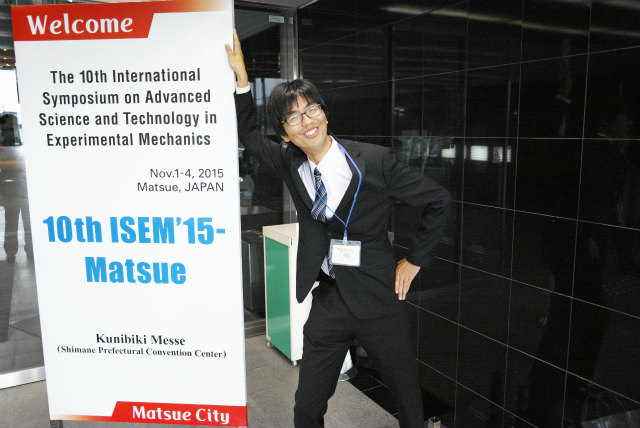 Welcome
The 10th International
Symposium on Advanced
Science and Technology in
Experimental Mechanics
Nov.1-4, 2015
Matsue, JAPAN
10th ISEM'15-
Matsue
Kunibiki Messe
(Shimane Prefectural Convention Center)
Matsue City